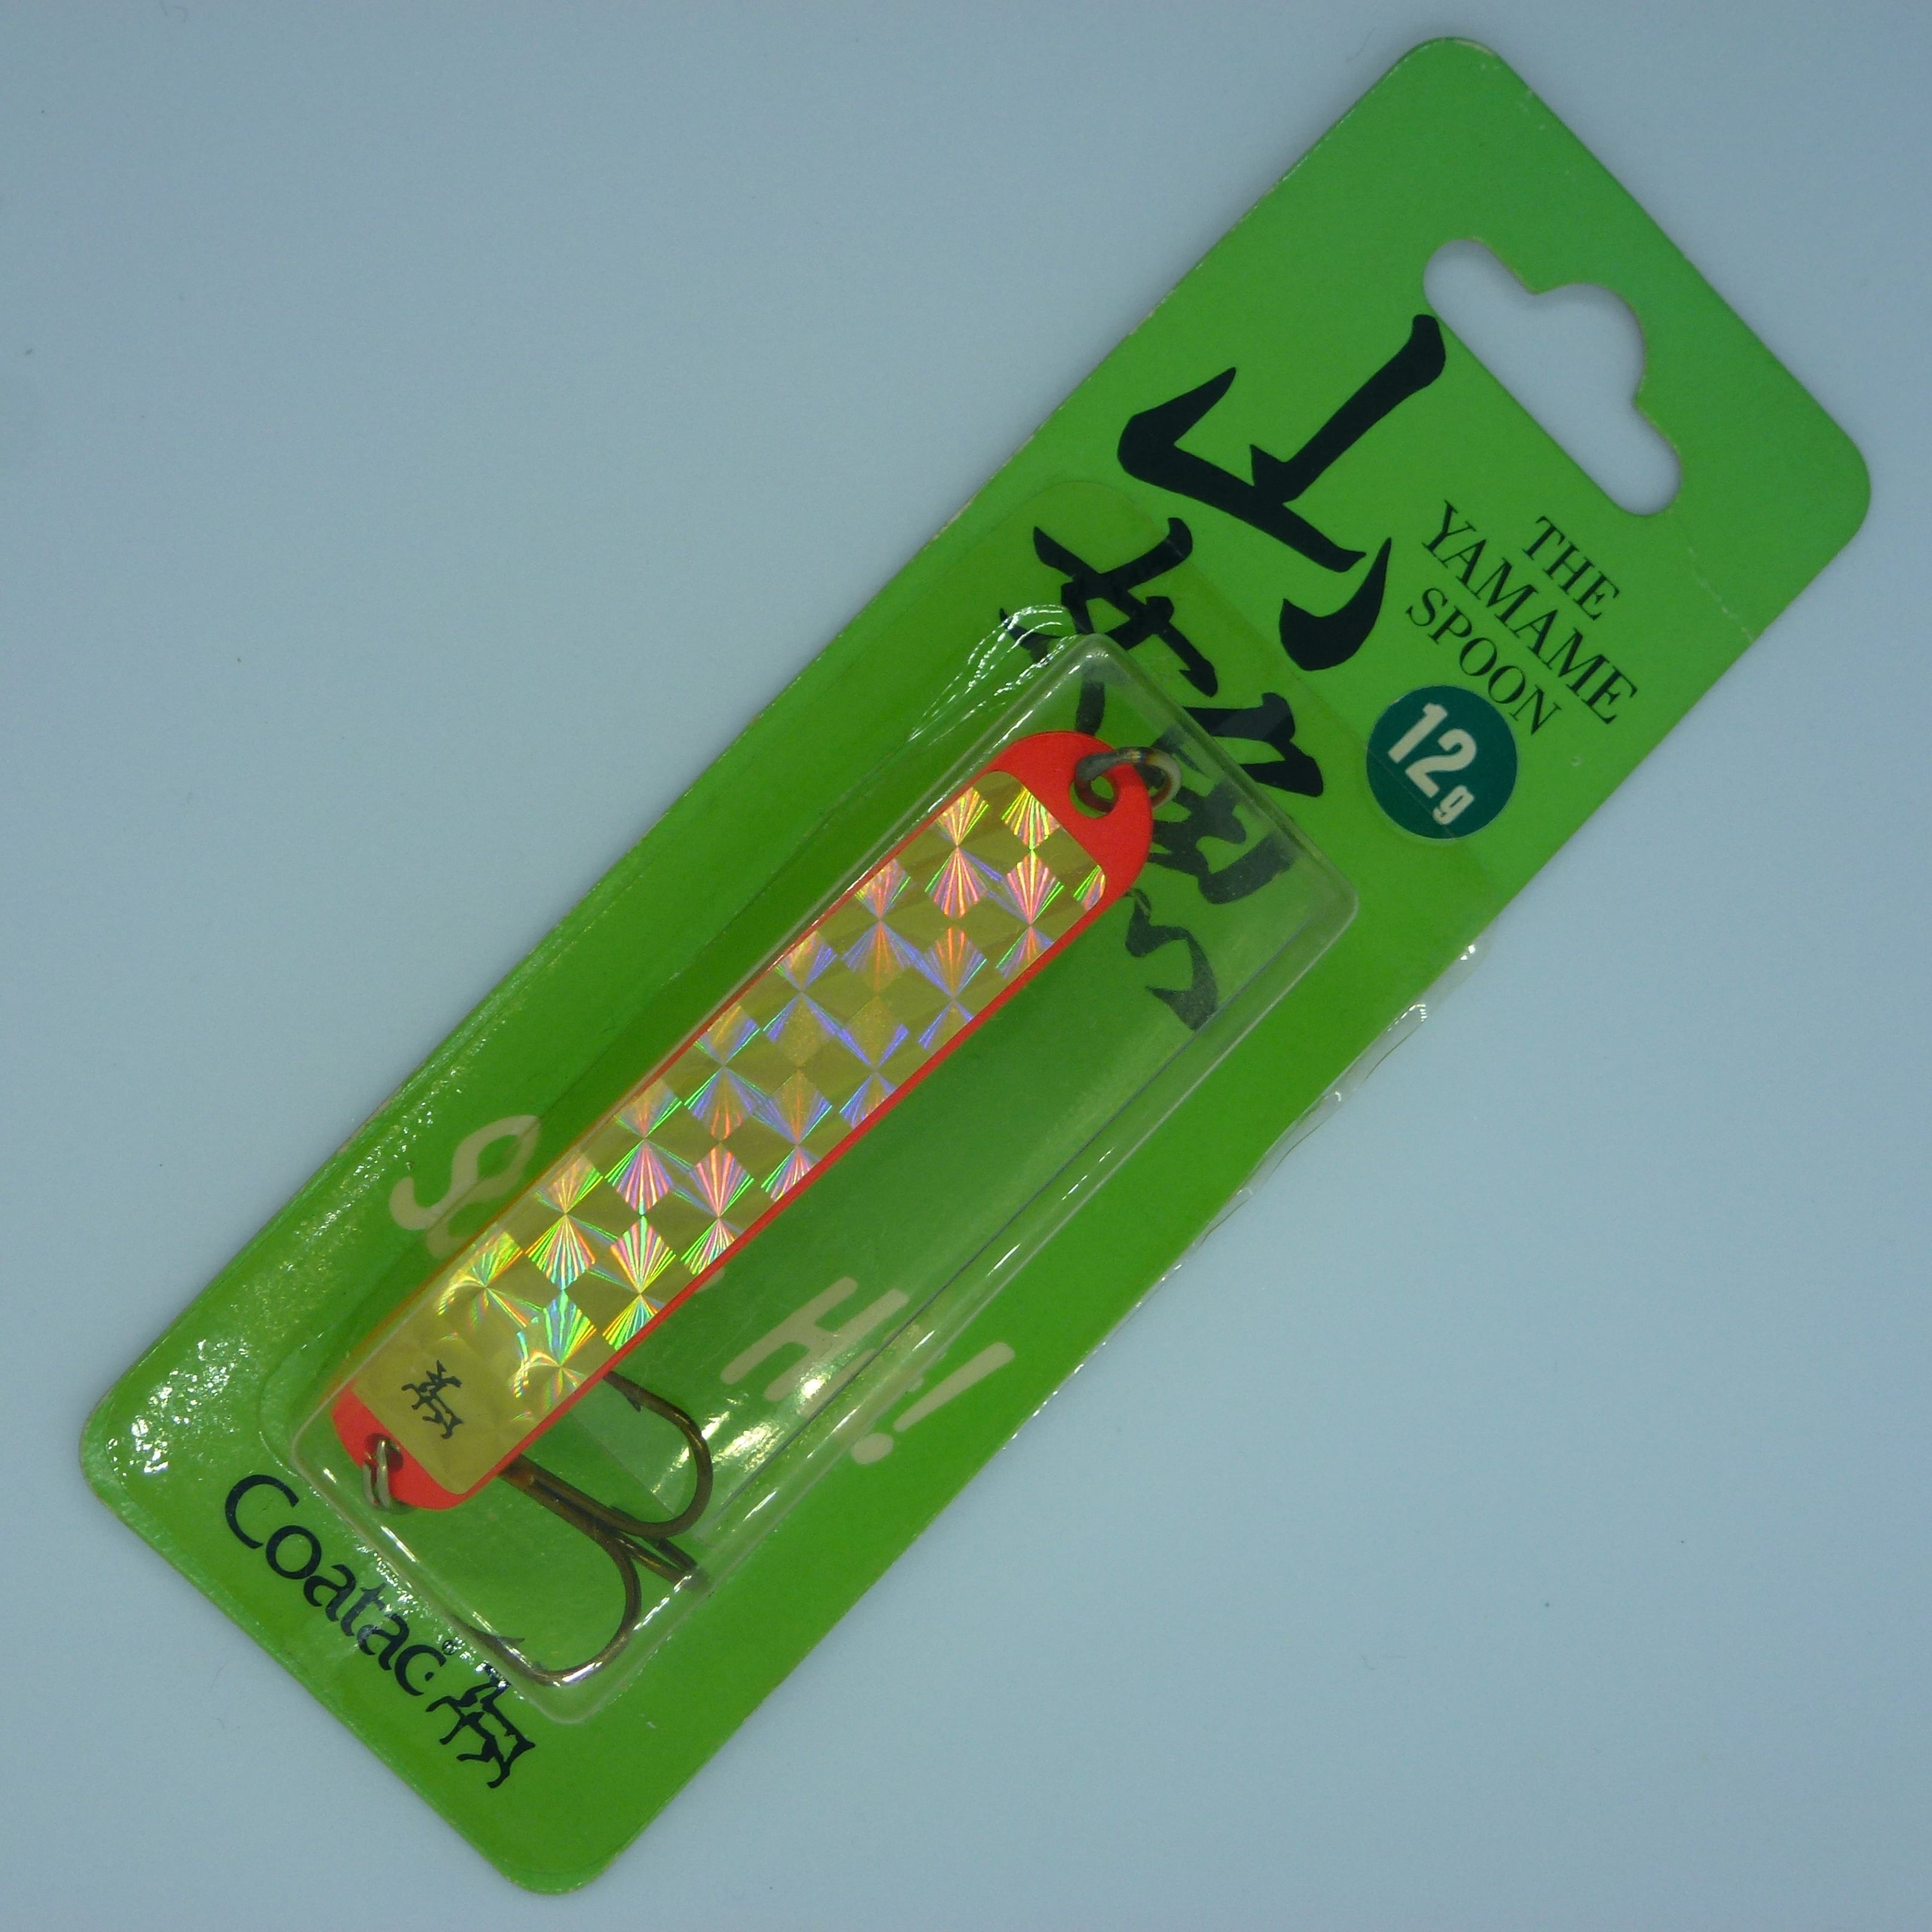 山女魚
THE
YAMAME
SPOON
12g
H!
Coatac®